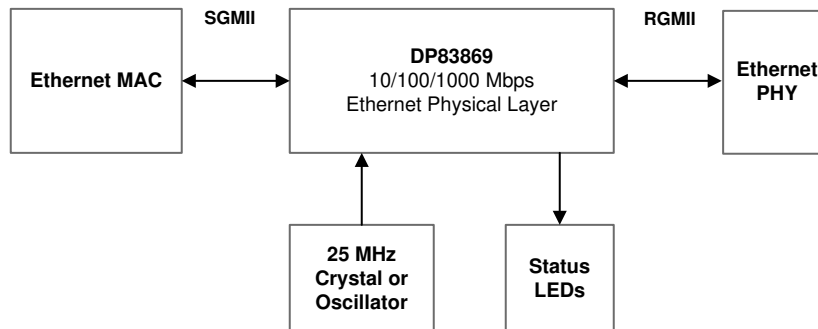 SGMII
RGMII
Ethernet MAC
DP83869
10/100/1000 Mbps
Ethernet Physical Layer
Ethernet
PHY
25 MHz
Crystal or
Oscillator
Status
LEDs